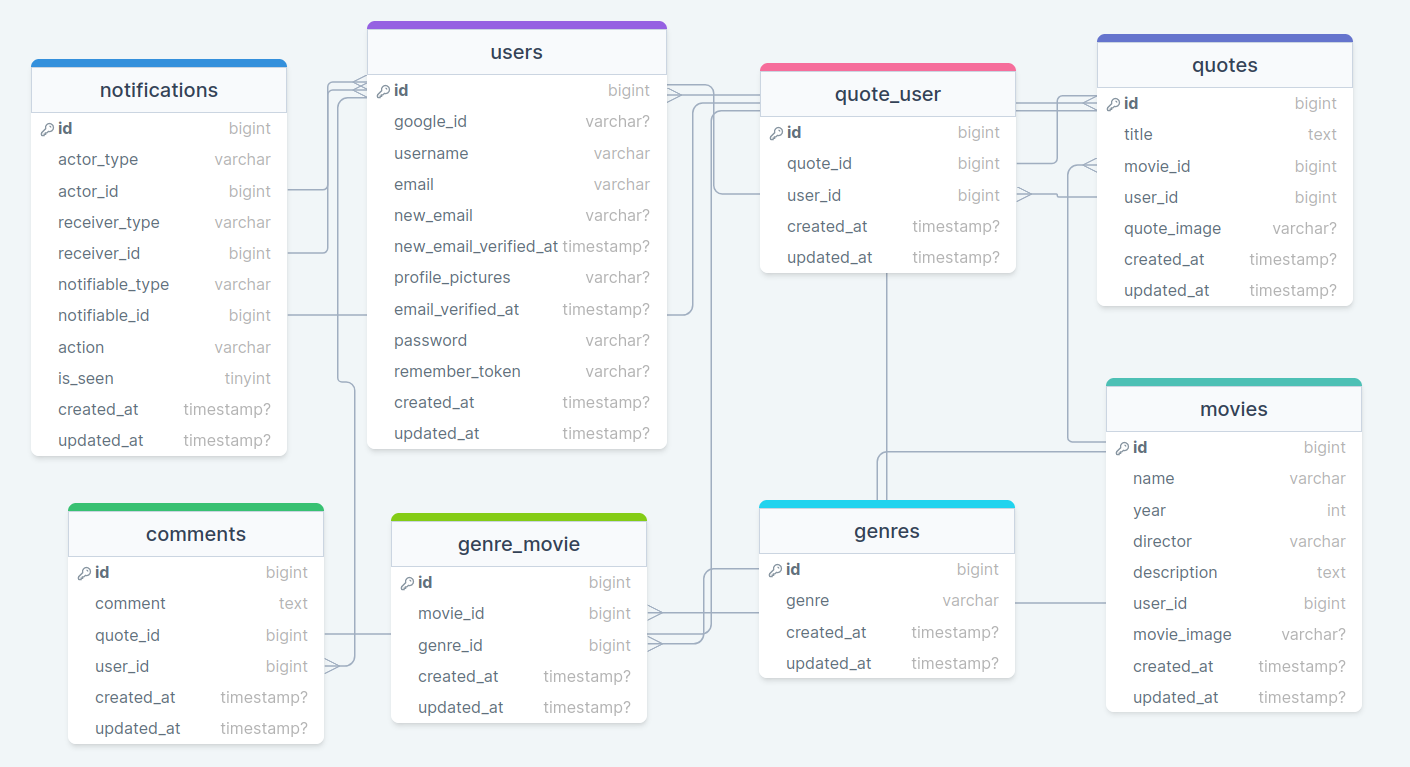 notifications
id bigint
actor_type varchar
actor_id bigint
receiver_type varchar
receiver_id bigint
notifiable_type varchar
notifiable_id bigint
action varchar
is_seen tinyint
created_at timestamp?
updated_at timestamp?
users
id bigint
google_id varchar?
username varchar
email varchar
new_email varchar?
new_email_verified_at timestamp?
profile_pictures varchar?
email_verified_at timestamp?
password varchar?
remember_token varchar?
created_at timestamp?
updated_at timestamp?
quote_user
id bigint
quote_id bigint
user_id bigint
created_at timestamp?
updated_at timestamp?
quotes
id bigint
title text
movie_id bigint
user_id bigint
quote_image varchar?
created_at timestamp?
updated_at timestamp?
comments
id bigint
comment text
quote_id bigint
user_id bigint
created_at timestamp?
updated_at timestamp?
genre_movie
id bigint
movie_id bigint
genre_id bigint
created_at timestamp?
updated_at timestamp?
genres
id bigint
genre varchar
created_at timestamp?
updated_at timestamp?
movies
id bigint
name varchar
year int
director varchar
description text
user_id bigint
movie_image varchar?
created_at timestamp?
updated_at timestamp?